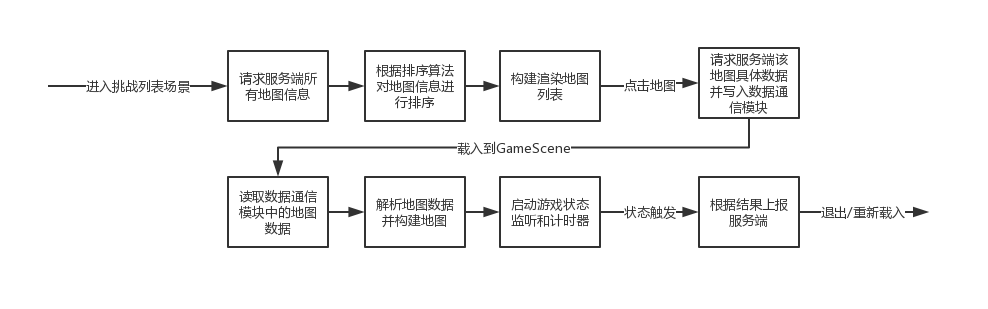 进入挑战列表场景
请求服务端所
有地图信息
根据排序算法
对地图信息进
行排序
构建渲染地图
列表
点击地图
请求服务端该
地图具体数据
并写入数据通
信模块
载入到GameScene
读取数据通信
模块中的地图
数据
解析地图数据
并构建地图
启动游戏状态
监听和计时器
状态触发
根据结果上报
服务端
退出/重新载入